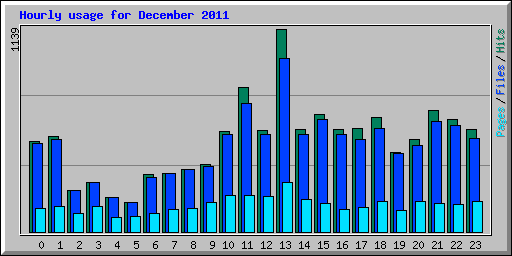 Hourly usage for December 2011
1139
Pages/Files/Hits
0 1 2 3 4 5 6 7 8 9 10 11 12 13 14 15 16 17 18 19 20 21 22 23